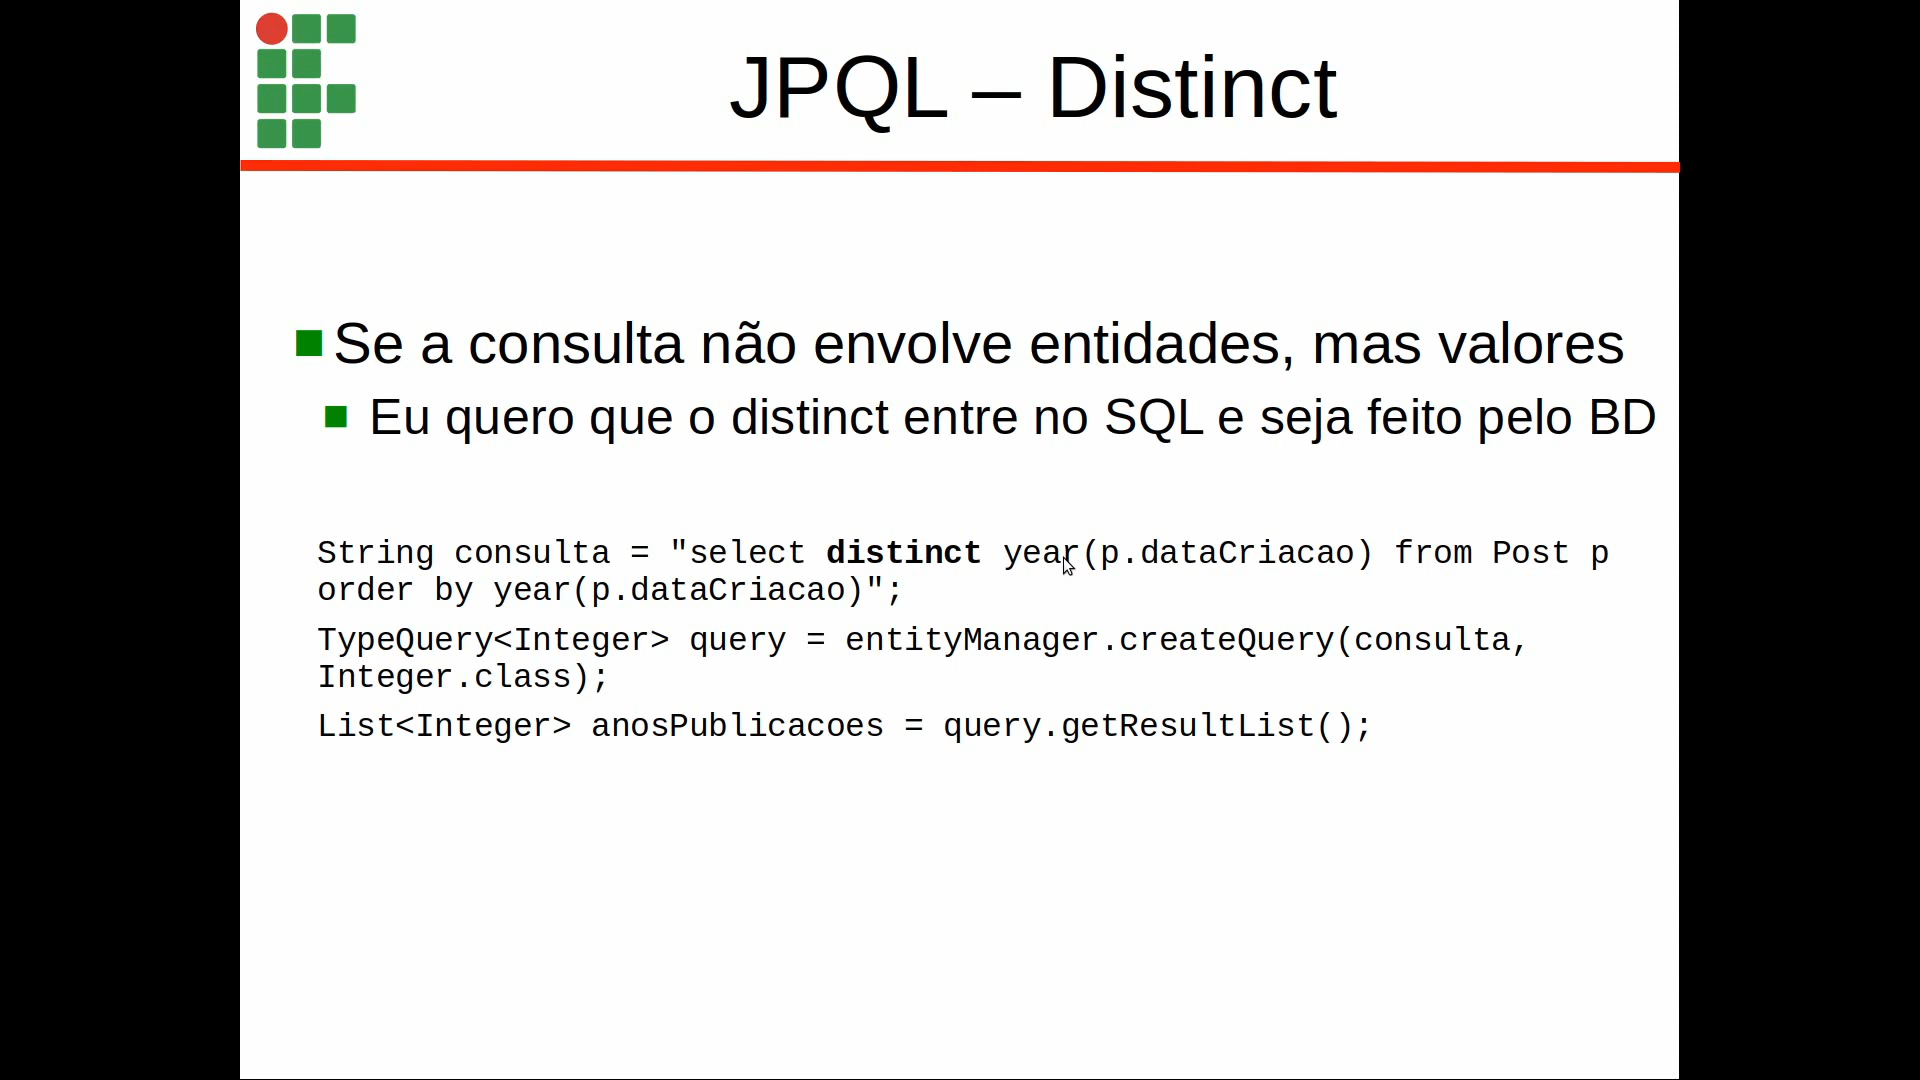 JPQL – Distinct
Se a consulta não envolve entidades, mas valores
Eu quero que o distinct entre no SQL e seja feito pelo BD
String consulta = "select distinct year(p.dataCriacao) from Post p
order by year(p.dataCriacao)";
TypeQuery<Integer> query = entityManager.createQuery(consulta,
Integer.class);
List<Integer> anosPublicacoes = query.getResultList();